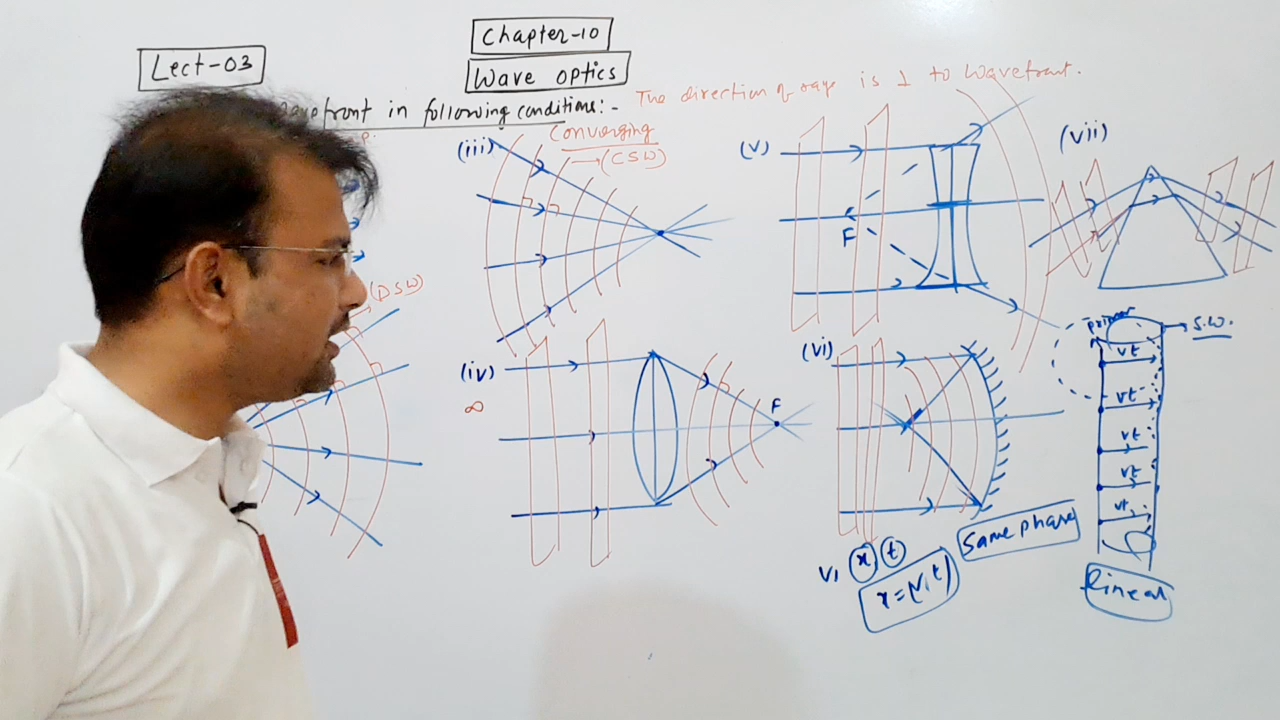 Chapter-10
Lect-03
Wave optics
The direction of rays is ⊥ to wavefront.
wavefront in following conditions:-
(iii)
Converging
→(CSW)
(v)
F
(vii)
(DSW)
(iv)
∞
F
(vi)
S.W.
vt
vt
vt
vt
vt
Same phase
v, x t
x=(v,t)
linear